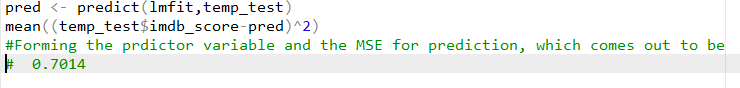 pred <- predict(lmfit,temp_test)
mean((temp_test$imdb_score-pred)^2)
#Forming the prdictor variable and the MSE for prediction, which comes out to be
#  0.7014